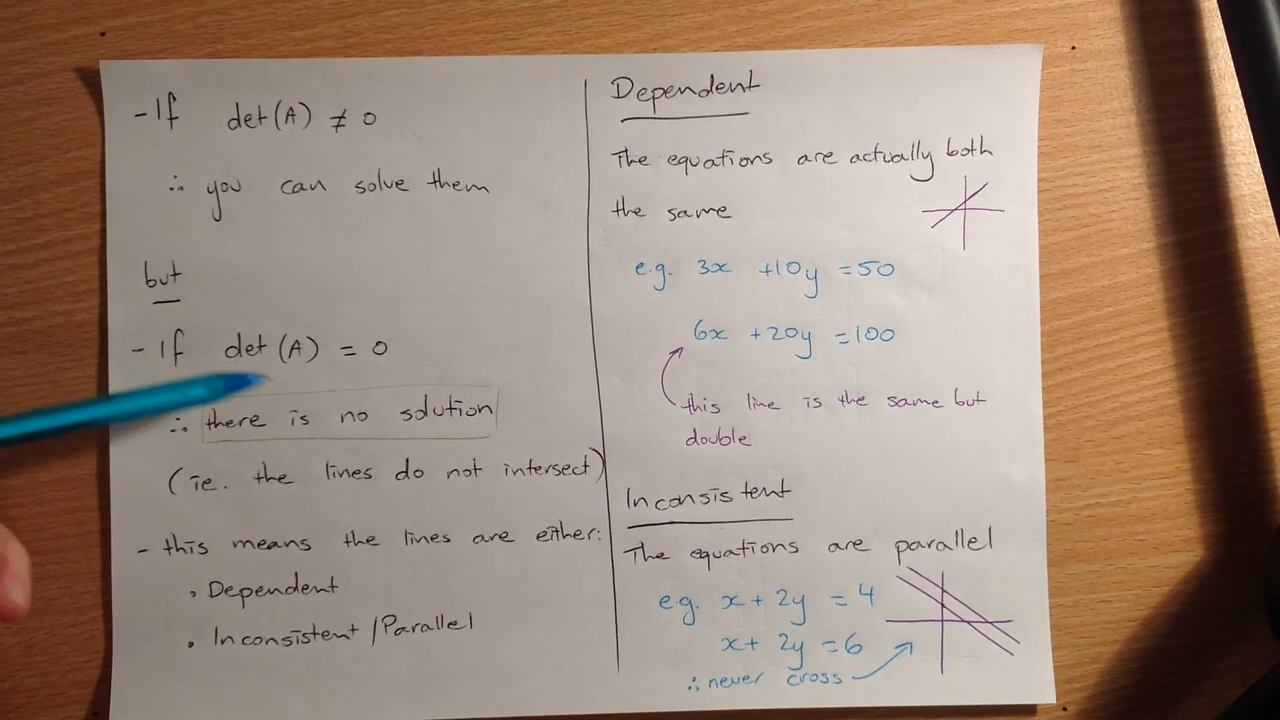 - If det(A) ≠ 0
∴ you can solve them
but
- If det(A) = 0
∴ there is no solution
(ie. the lines do not intersect)
- this means the lines are either:
• Dependent
• Inconsistent/Parallel
Dependent
The equations are actually both
the same
e.g. 3x +10y =50
6x +20y =100
this line is the same but
double
Inconsistent
The equations are parallel
e.g. x + 2y = 4
x + 2y = 6
∴ never cross